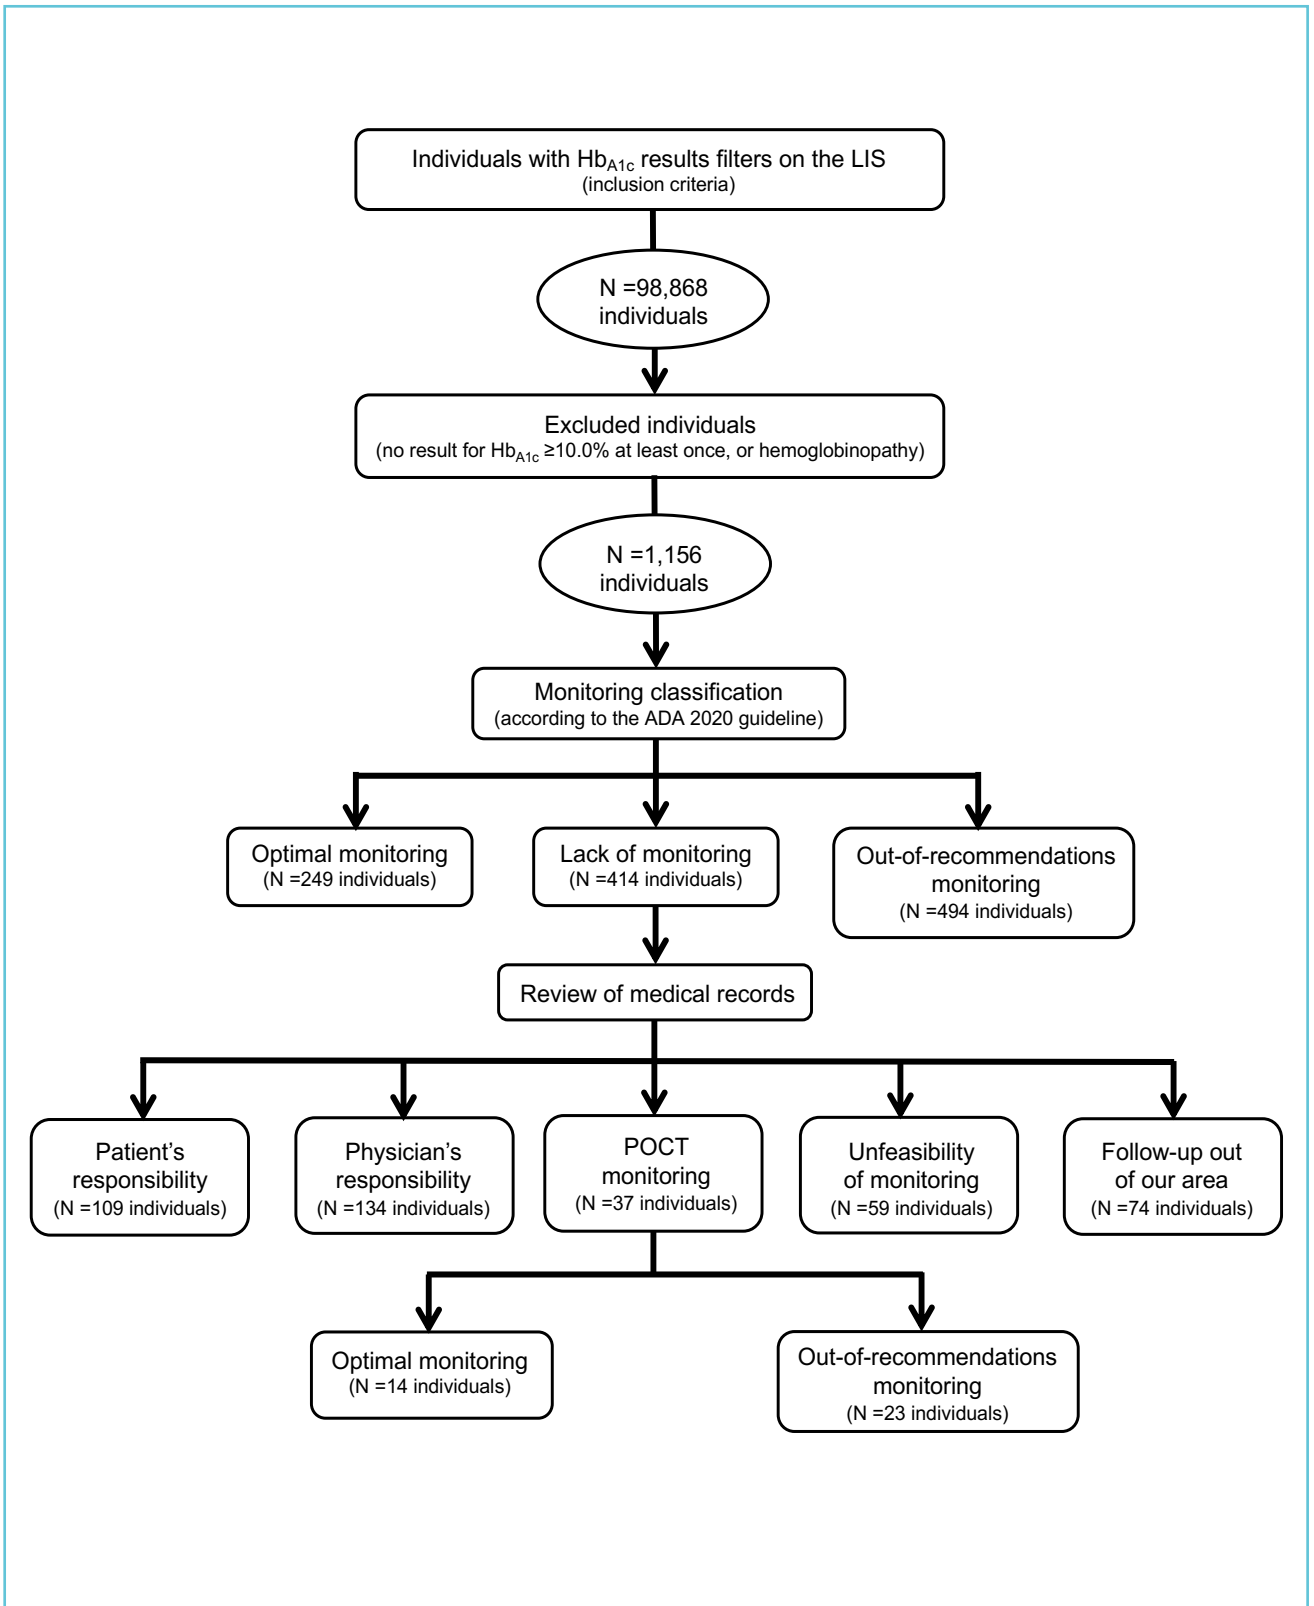 Individuals with HbA1c results filters on the LIS
(inclusion criteria)
N =98,868
individuals
Excluded individuals
(no result for HbA1c ≥10.0% at least once, or hemoglobinopathy)
N =1,156
individuals
Monitoring classification
(according to the ADA 2020 guideline)
Optimal monitoring
(N =249 individuals)
Lack of monitoring
(N =414 individuals)
Out-of-recommendations
monitoring
(N =494 individuals)
Review of medical records
Patient’s
responsibility
(N =109 individuals)
Physician’s
responsibility
(N =134 individuals)
POCT
monitoring
(N =37 individuals)
Unfeasibility
of monitoring
(N =59 individuals)
Follow-up out
of our area
(N =74 individuals)
Optimal monitoring
(N =14 individuals)
Out-of-recommendations
monitoring
(N =23 individuals)